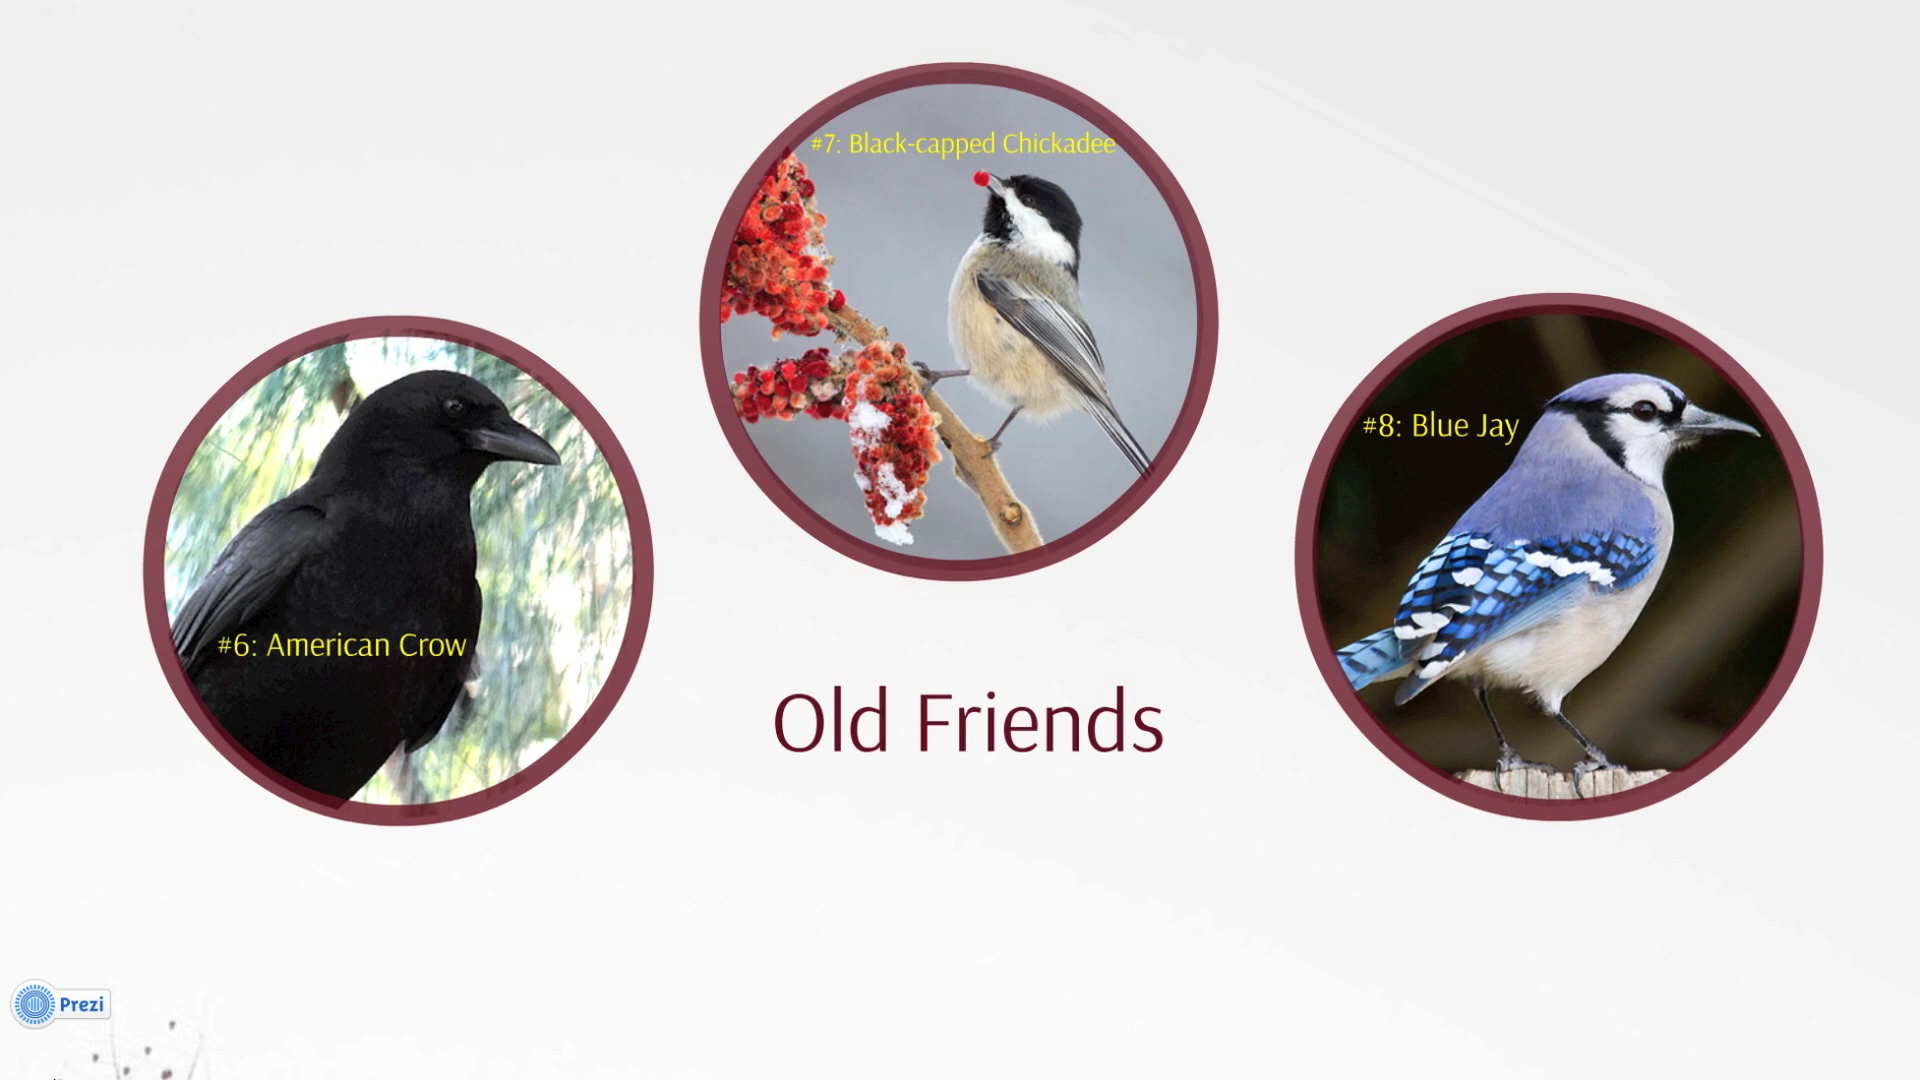 #7: Black-capped Chickadee
#8: Blue Jay
#6: American Crow
Old Friends
Prezi